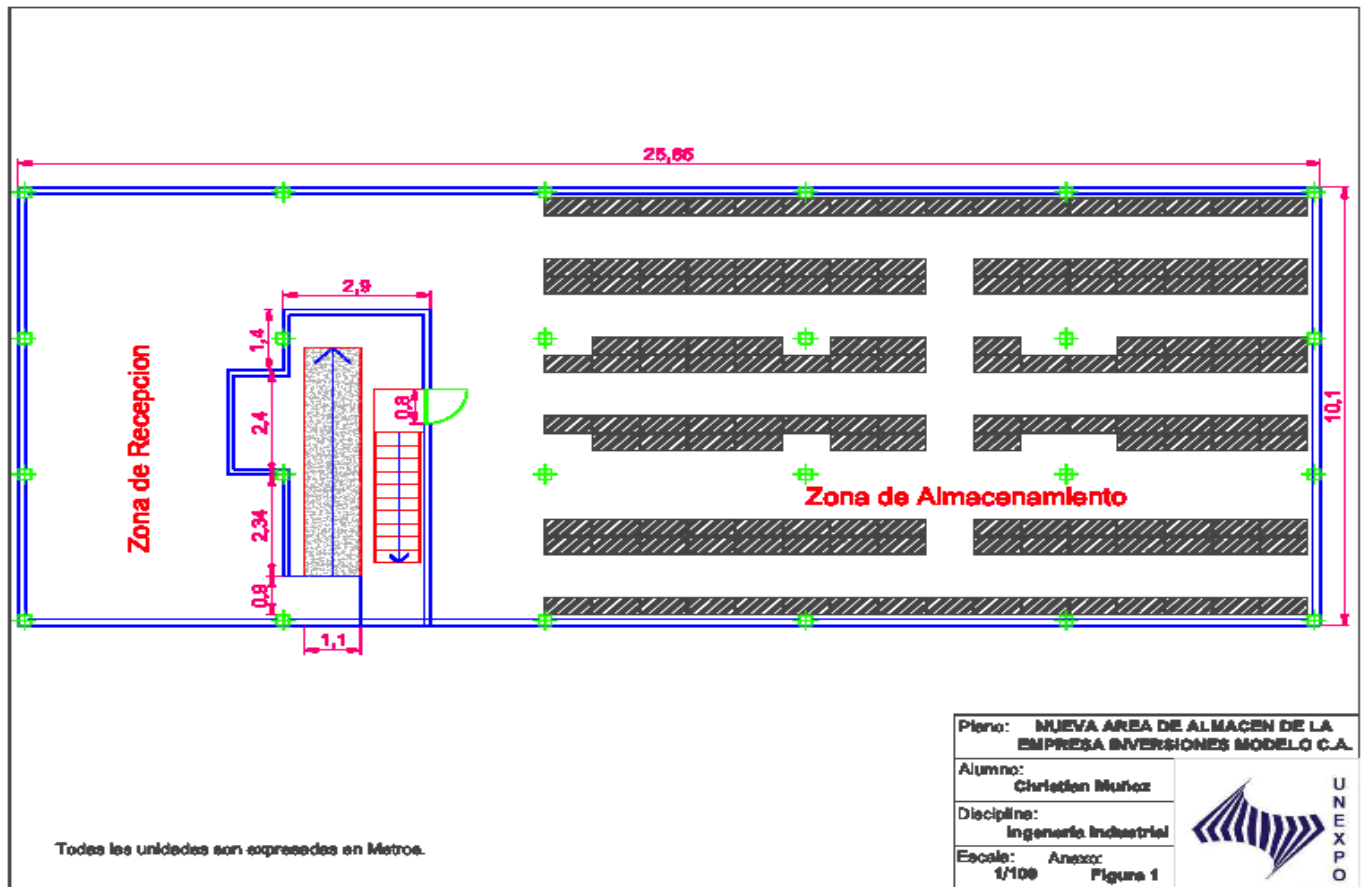 25,65
2,9
1,4
Zona de Recepcion
2,4
0,8
10,1
Zona de Almacenamiento
2,34
0,9
1,1
Plano: NUEVA AREA DE ALMACEN DE LA
EMPRESA INVERSIONES MODELO C.A.
Alumno:
Christian Muñoz
Disciplina:
Ingenería Industrial
Escala: Anexo:
1/100 Figura 1
UNEXPO
Todas las unidades son expresadas en Metros.